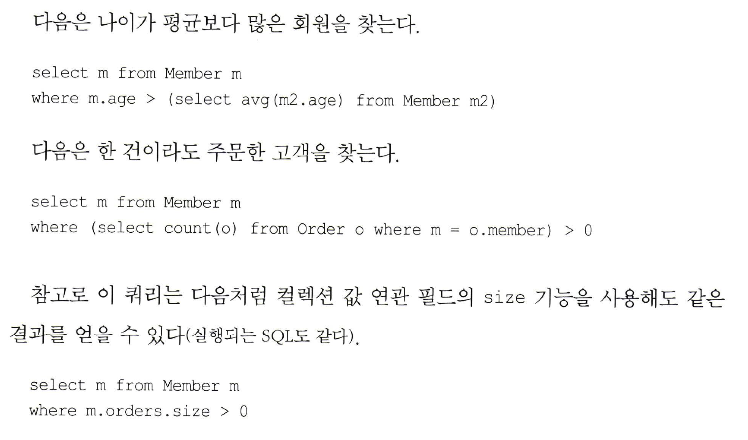 다음은 나이가 평균보다 많은 회원을 찾는다.
select m from Member m
where m.age > (select avg(m2.age) from Member m2)
다음은 한 건이라도 주문한 고객을 찾는다.
select m from Member m
where (select count(o) from Order o where m = o.member) > 0
참고로 이 쿼리는 다음처럼 컬렉션 값 연관 필드의 size 기능을 사용해도 같은
결과를 얻을 수 있다(실행되는 SQL도 같다).
select m from Member m
where m.orders.size > 0